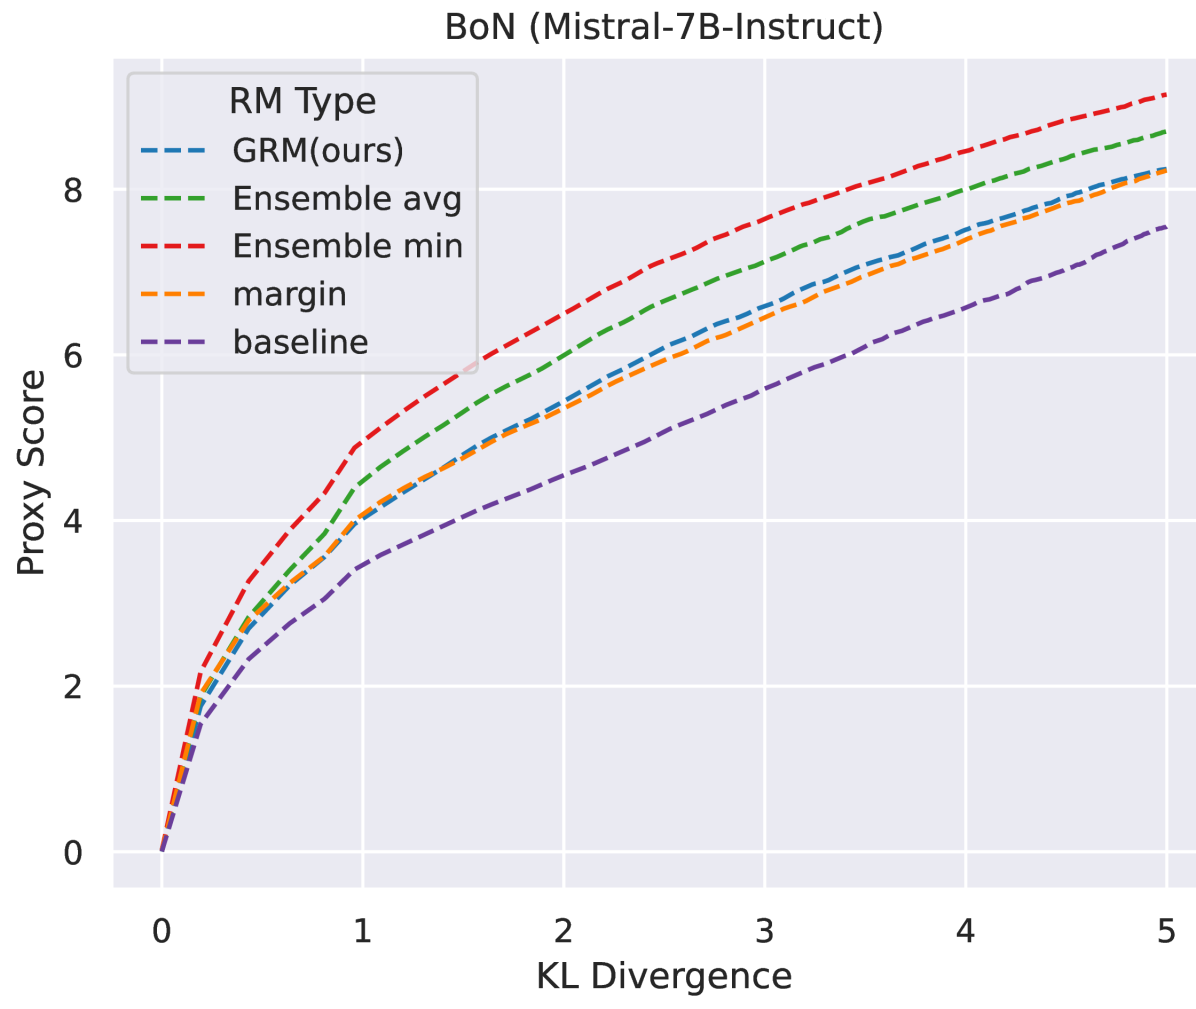 BoN (Mistral-7B-Instruct)
RM Type
GRM(ours)
Ensemble avg
Ensemble min
margin
baseline
Proxy Score
8
6
4
2
0
0 1 2 3 4 5
KL Divergence